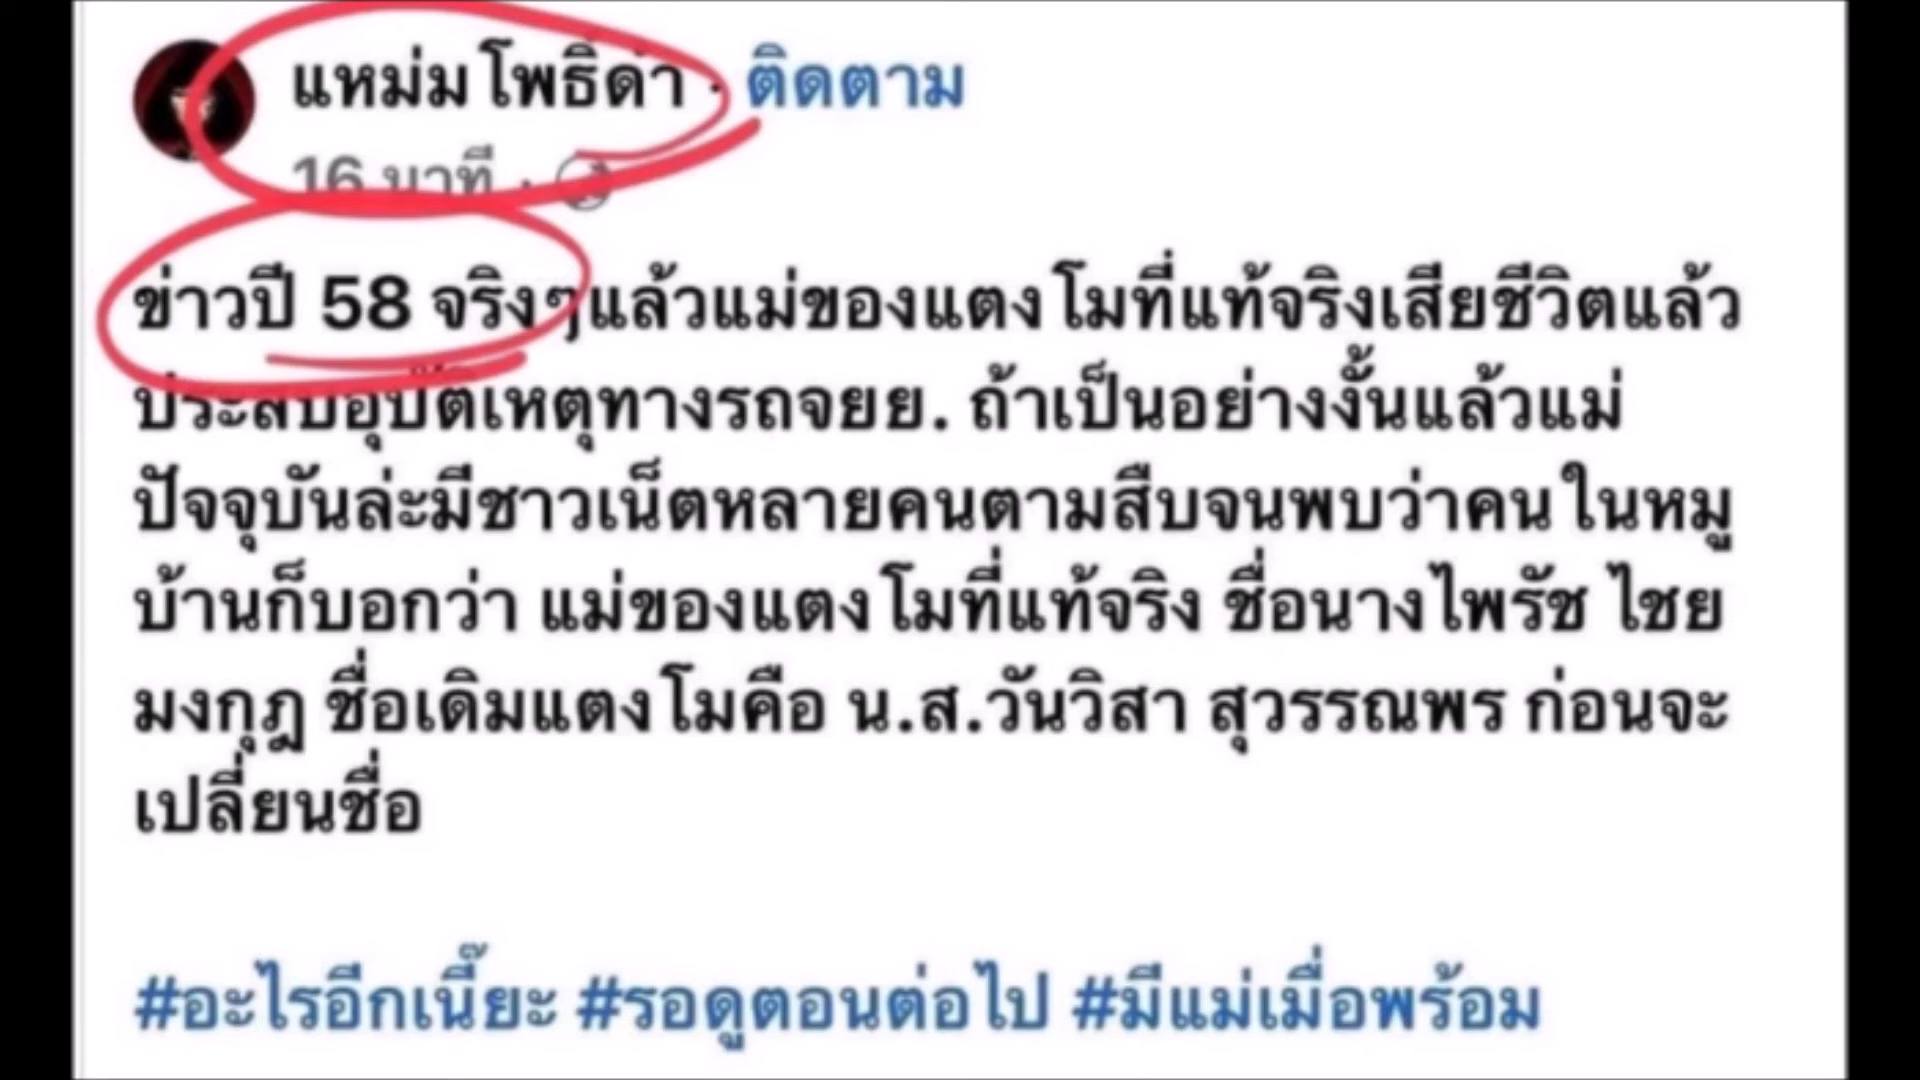 แหม่มโพธิ์ดำ · ติดตาม
16 นาที ·
ข่าวปี 58 จริงๆแล้วแม่ของแตงโมที่แท้จริงเสียชีวิตแล้ว
ประสบอุบัติเหตุทางรถจยย. ถ้าเป็นอย่างงั้นแล้วแม่
ปัจจุบันล่ะมีชาวเน็ตหลายคนตามสืบจนพบว่าคนในหมู
บ้านก็บอกว่า แม่ของแตงโมที่แท้จริง ชื่อนางไพรัช ไชย
มงกุฎ ชื่อเดิมแตงโมคือ น.ส.วันวิสา สุวรรณพร ก่อนจะ
เปลี่ยนชื่อ
#อะไรอีกเนี๊ยะ #รอดูตอนต่อไป #มีแม่เมื่อพร้อม